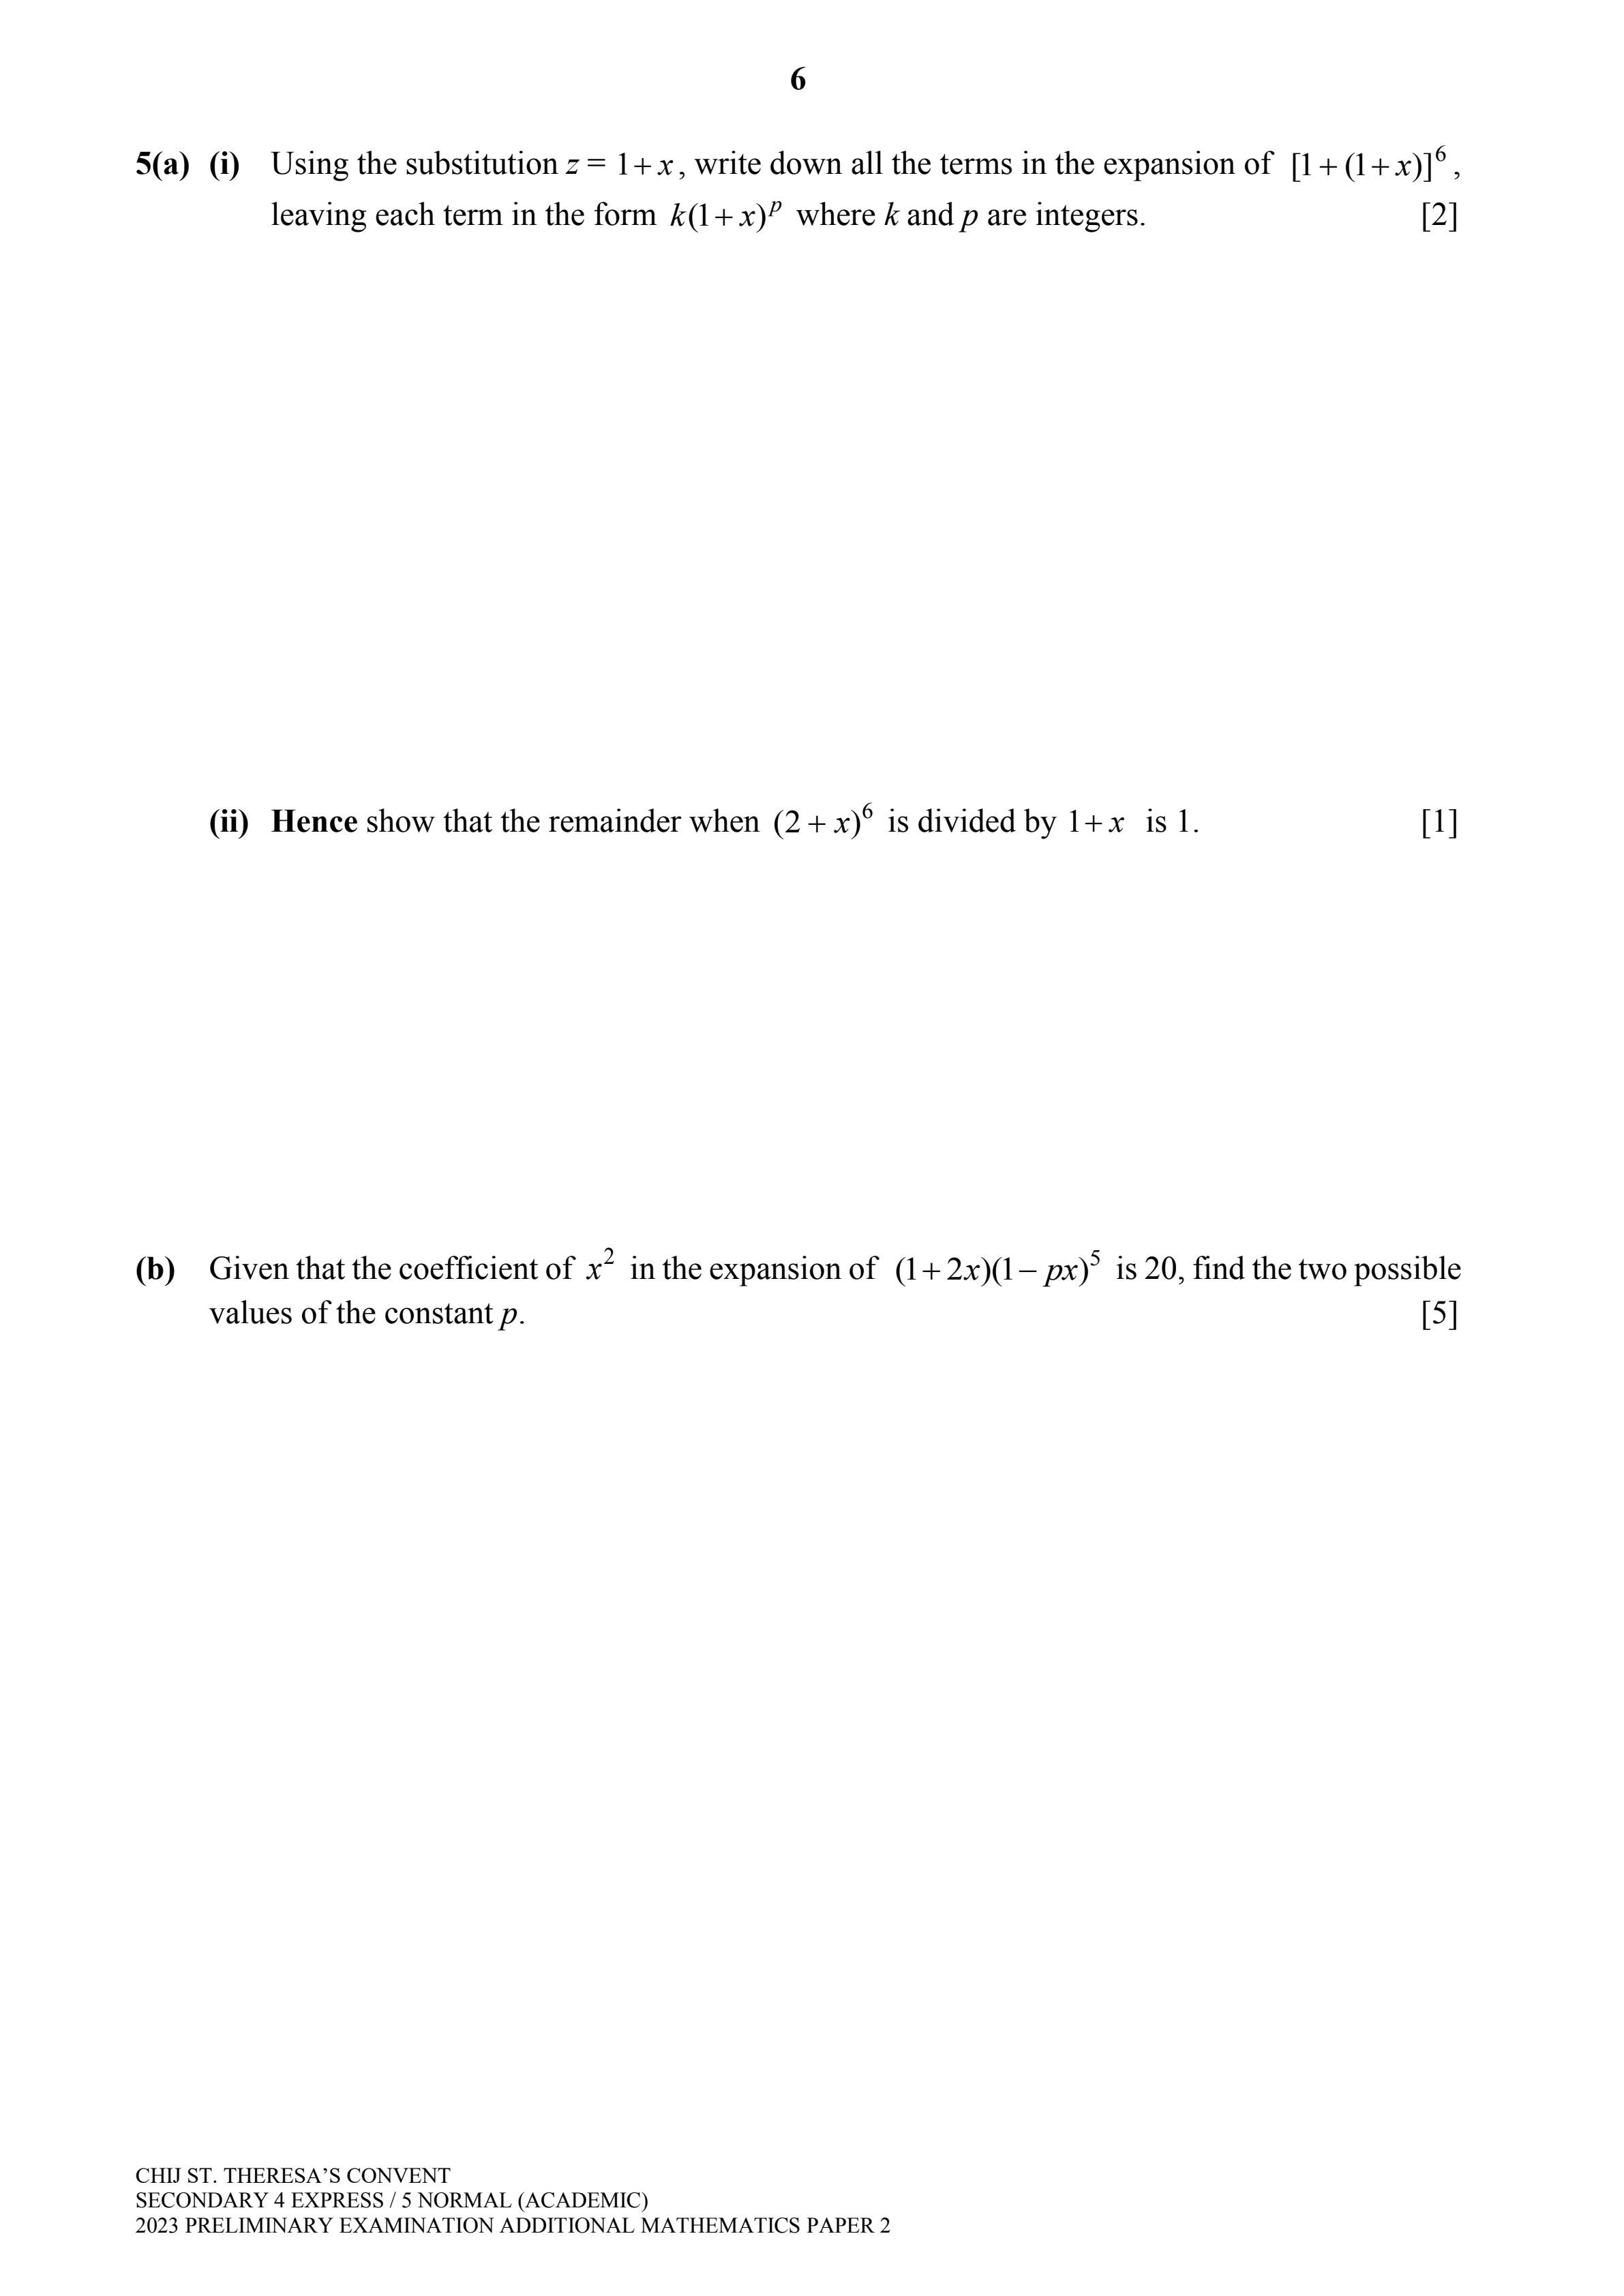 6
5(a) (i) Using the substitution z = 1 + x, write down all the terms in the expansion of [1 + (1 + x)]⁶,
leaving each term in the form k(1 + x)ᵖ where k and p are integers. [2]
(ii) Hence show that the remainder when (2 + x)⁶ is divided by 1 + x is 1. [1]
(b) Given that the coefficient of x² in the expansion of (1 + 2x)(1 − px)⁵ is 20, find the two possible
values of the constant p. [5]
CHIJ ST. THERESA’S CONVENT
SECONDARY 4 EXPRESS / 5 NORMAL (ACADEMIC)
2023 PRELIMINARY EXAMINATION ADDITIONAL MATHEMATICS PAPER 2